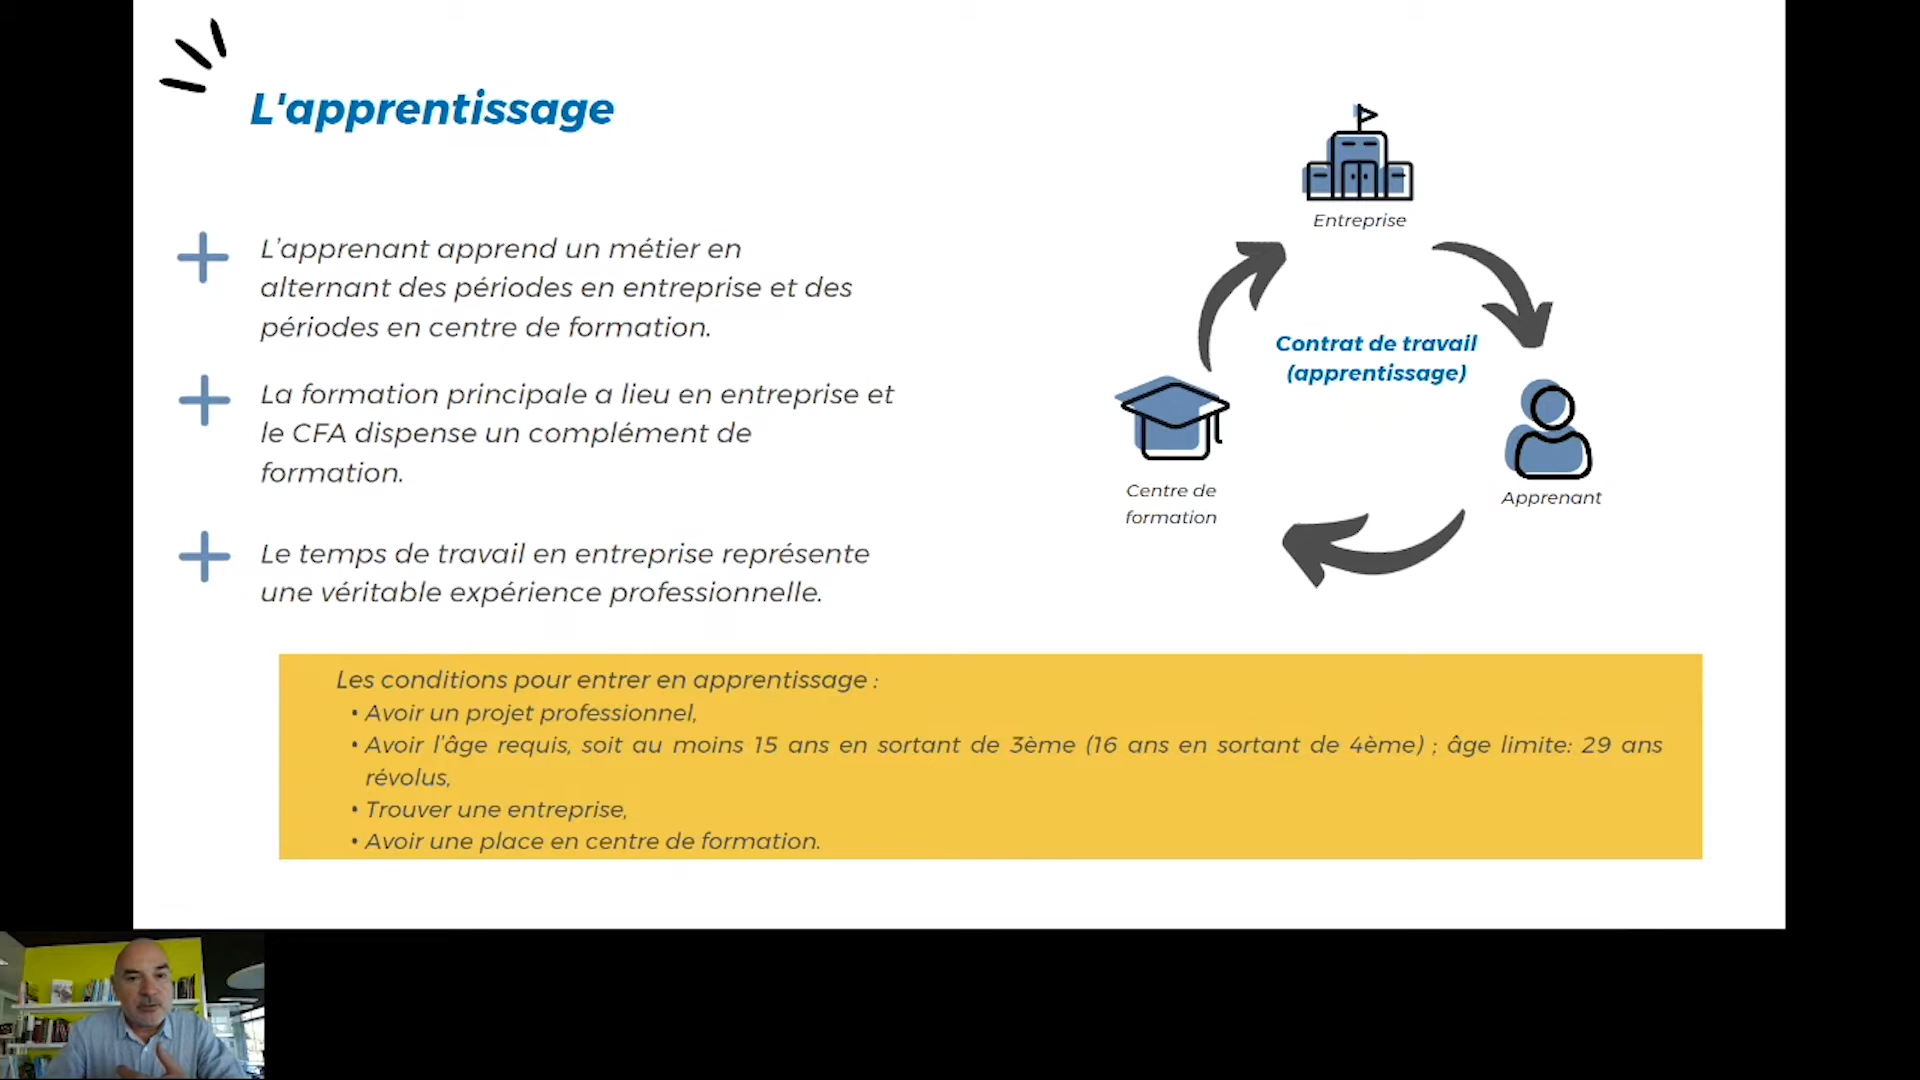 L'apprentissage
L'apprenant apprend un métier en
alternant des périodes en entreprise et des
périodes en centre de formation.
La formation principale a lieu en entreprise et
le CFA dispense un complément de
formation.
Le temps de travail en entreprise représente
une véritable expérience professionnelle.
Entreprise
Contrat de travail
(apprentissage)
Centre de
formation
Apprenant
Les conditions pour entrer en apprentissage :
• Avoir un projet professionnel,
• Avoir l'âge requis, soit au moins 15 ans en sortant de 3ème (16 ans en sortant de 4ème) ; âge limite: 29 ans
révolus,
• Trouver une entreprise,
• Avoir une place en centre de formation.